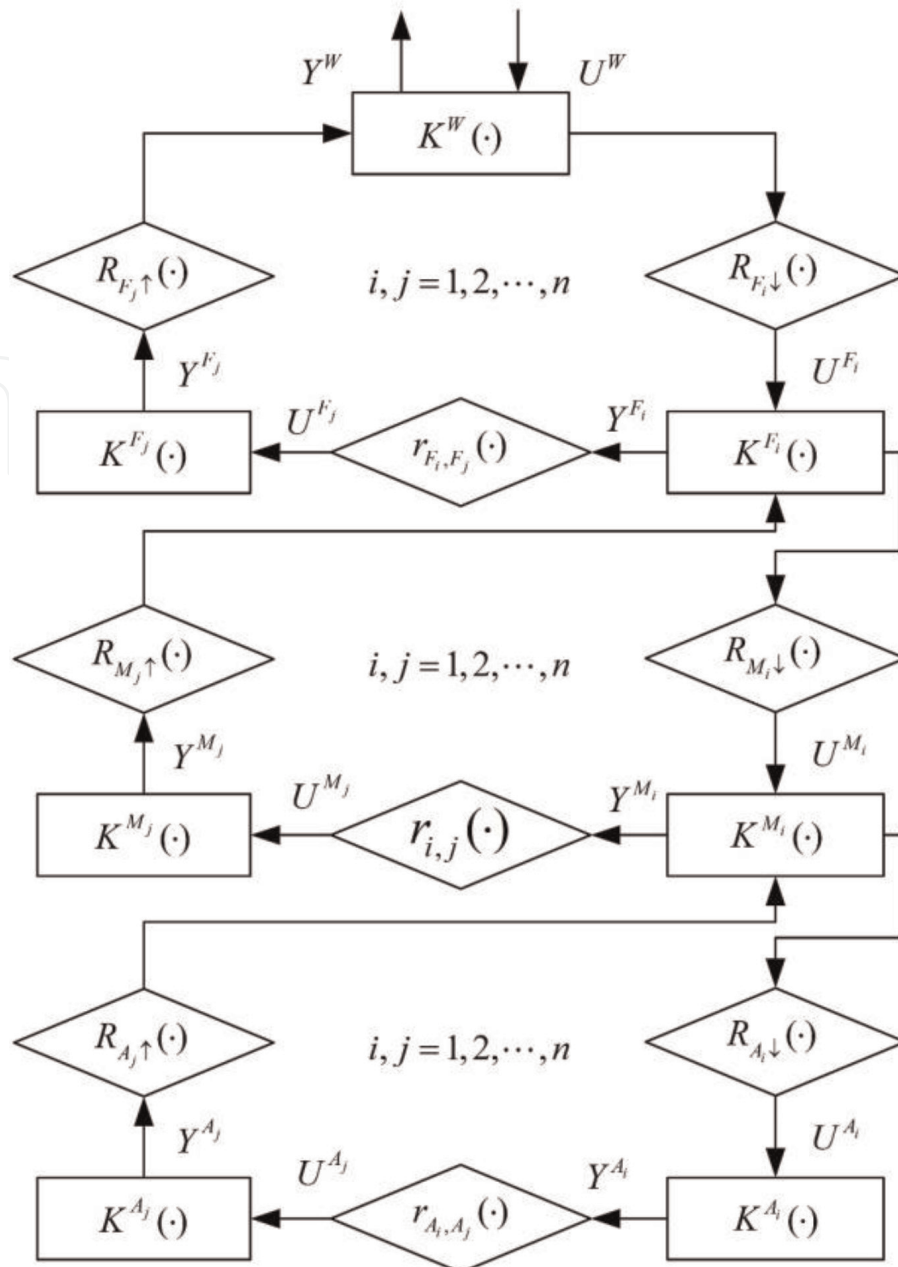 Y^W U^W
K^W(·)
R_{F_j↑}(·) i, j = 1, 2, ···, n R_{F_i↓}(·)
Y^{F_j} U^{F_i}
U^{F_j} Y^{F_i}
K^{F_j}(·) r_{F_i, F_j}(·) K^{F_i}(·)
R_{M_j↑}(·) i, j = 1, 2, ···, n R_{M_i↓}(·)
Y^{M_j} U^{M_i}
U^{M_j} Y^{M_i}
K^{M_j}(·) r_{i, j}(·) K^{M_i}(·)
R_{A_j↑}(·) i, j = 1, 2, ···, n R_{A_i↓}(·)
Y^{A_j} U^{A_i}
U^{A_j} Y^{A_i}
K^{A_j}(·) r_{A_i, A_j}(·) K^{A_i}(·)